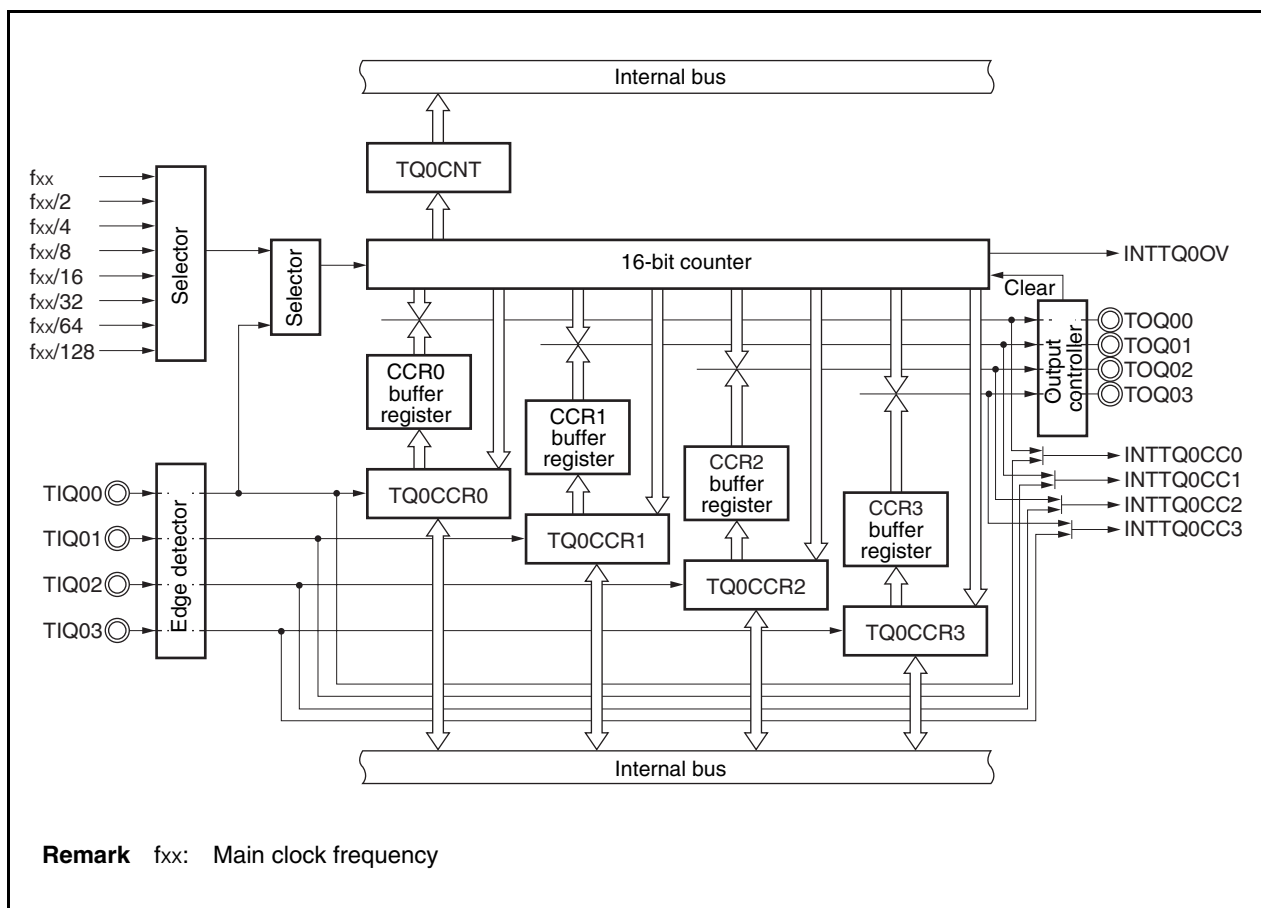 Internal bus
TQ0CNT
fxx
fxx/2
fxx/4
fxx/8
fxx/16
fxx/32
fxx/64
fxx/128
Selector
Selector
16-bit counter
INTTQ0OV
Clear
Output
controller
TOQ00
TOQ01
TOQ02
TOQ03
CCR0
buffer
register
CCR1
buffer
register
CCR2
buffer
register
CCR3
buffer
register
INTTQ0CC0
INTTQ0CC1
INTTQ0CC2
INTTQ0CC3
TIQ00
TIQ01
TIQ02
TIQ03
Edge detector
TQ0CCR0
TQ0CCR1
TQ0CCR2
TQ0CCR3
Internal bus
Remark fxx: Main clock frequency